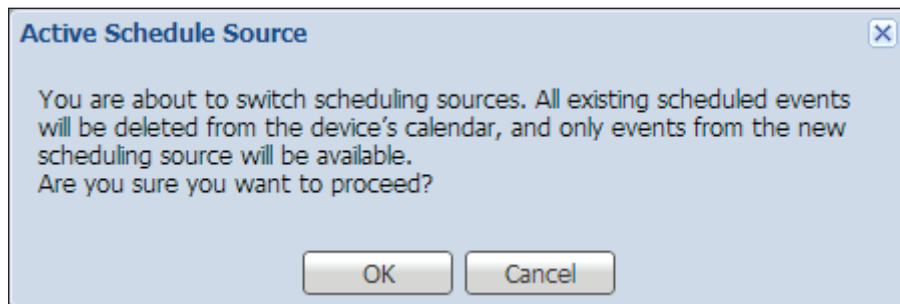 Active Schedule Source
You are about to switch scheduling sources. All existing scheduled events
will be deleted from the device's calendar, and only events from the new
scheduling source will be available.
Are you sure you want to proceed?
OK
Cancel